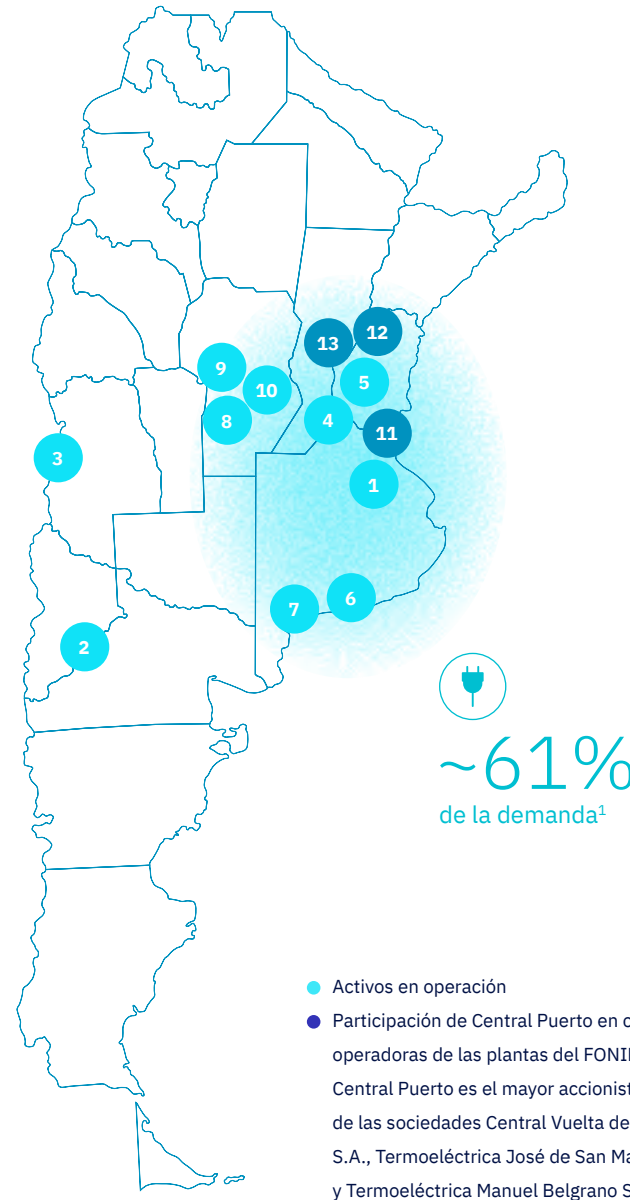 12
13
9
5
10
8
4
11
3
1
6
7
2
~61%
de la demanda¹
Activos en operación
Participación de Central Puerto en
operadoras de las plantas del
Central Puerto es el mayor
de las sociedades Central Vuelta de
S.A., Termoeléctrica José de San
y Termoeléctrica Manuel Belgrano